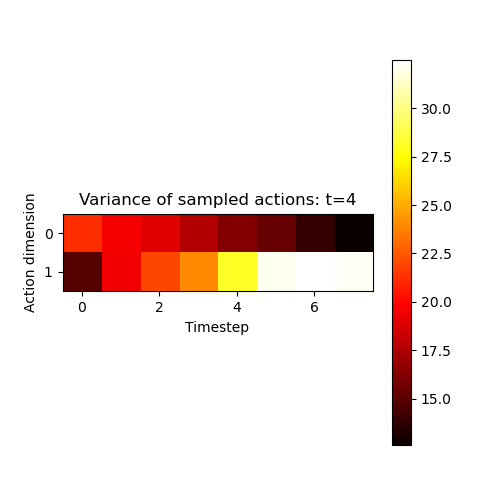 Variance of sampled actions: t=4
Action dimension
0
1
0 2 4 6
Timestep
30.0
27.5
25.0
22.5
20.0
17.5
15.0